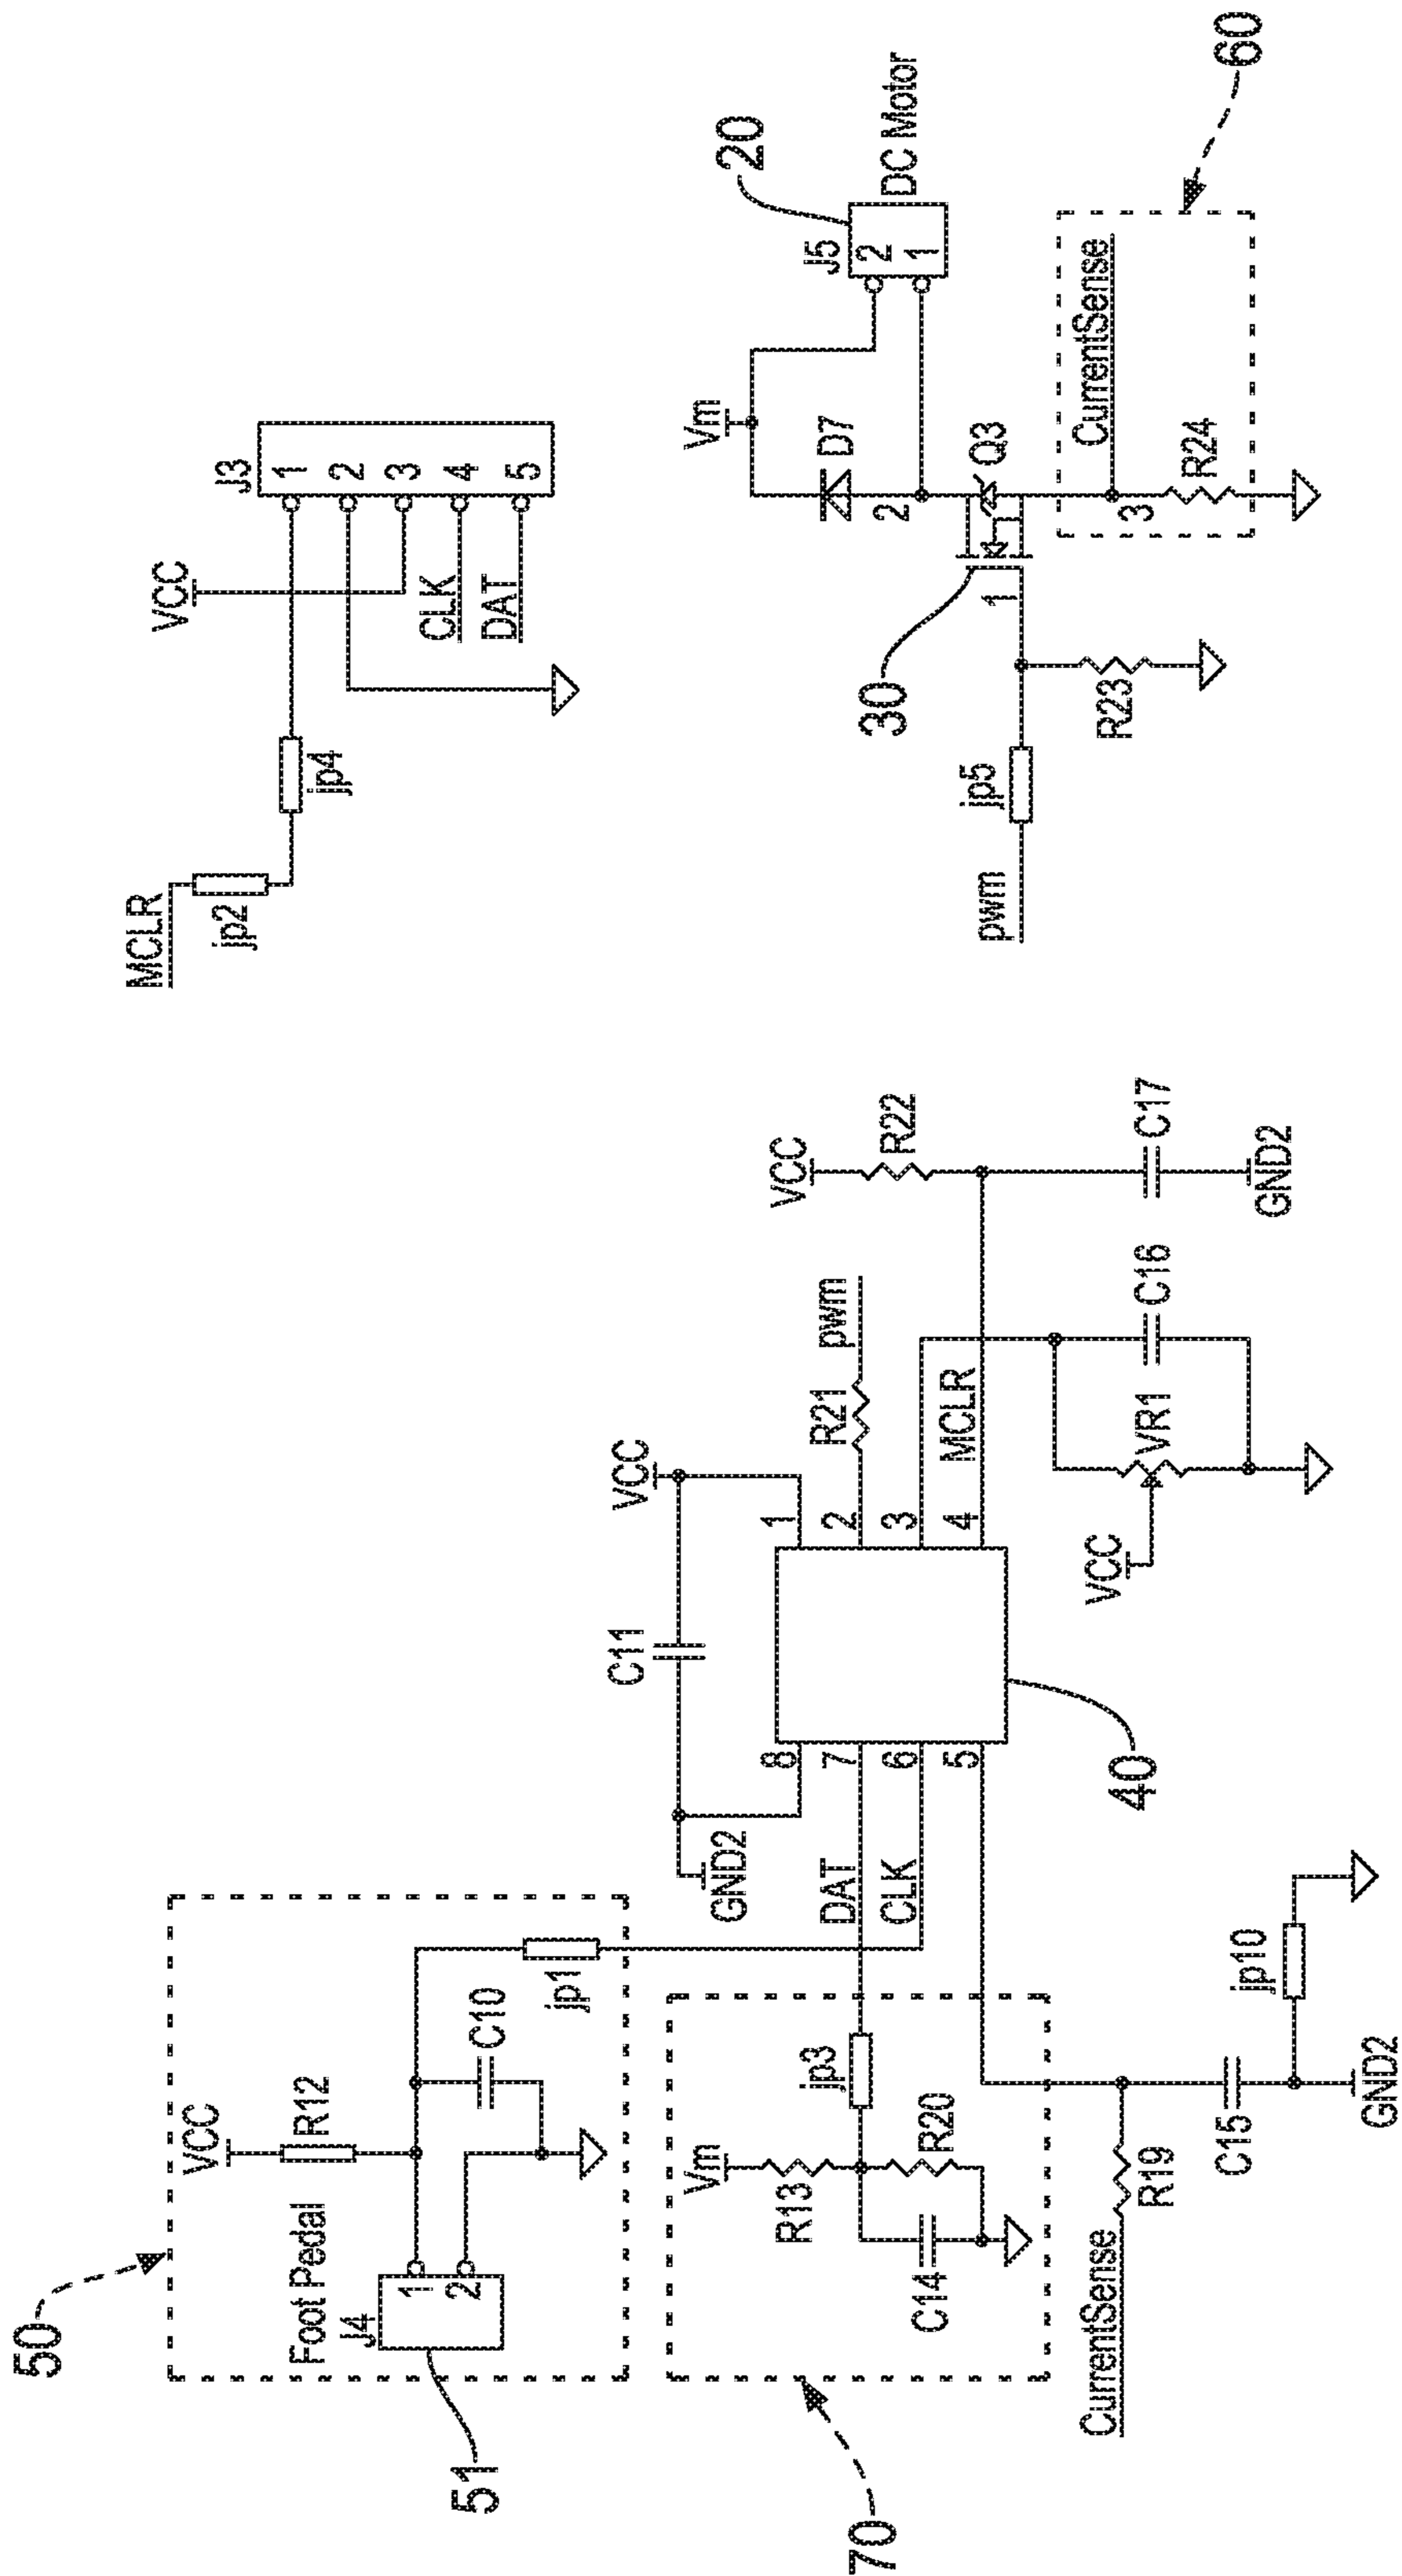 50
Foot Pedal
VCC
R12
J4
1
2
C10
jp1
51
70
Vm
R13
jp3
R20
C14
CurrentSense
R19
C15
GND2
jp10
GND2
C11
VCC
DAT
CLK
8
7
6
5
1
2
3
4
40
R21
pwm
MCLR
VCC
R22
C17
GND2
C16
VR1
VCC
MCLR
jp2
jp4
VCC
J3
1
2
3
4
5
CLK
DAT
pwm
jp5
R23
30
1
2
3
Vm
D7
Q3
J5
2
1
20
DC Motor
CurrentSense
R24
60